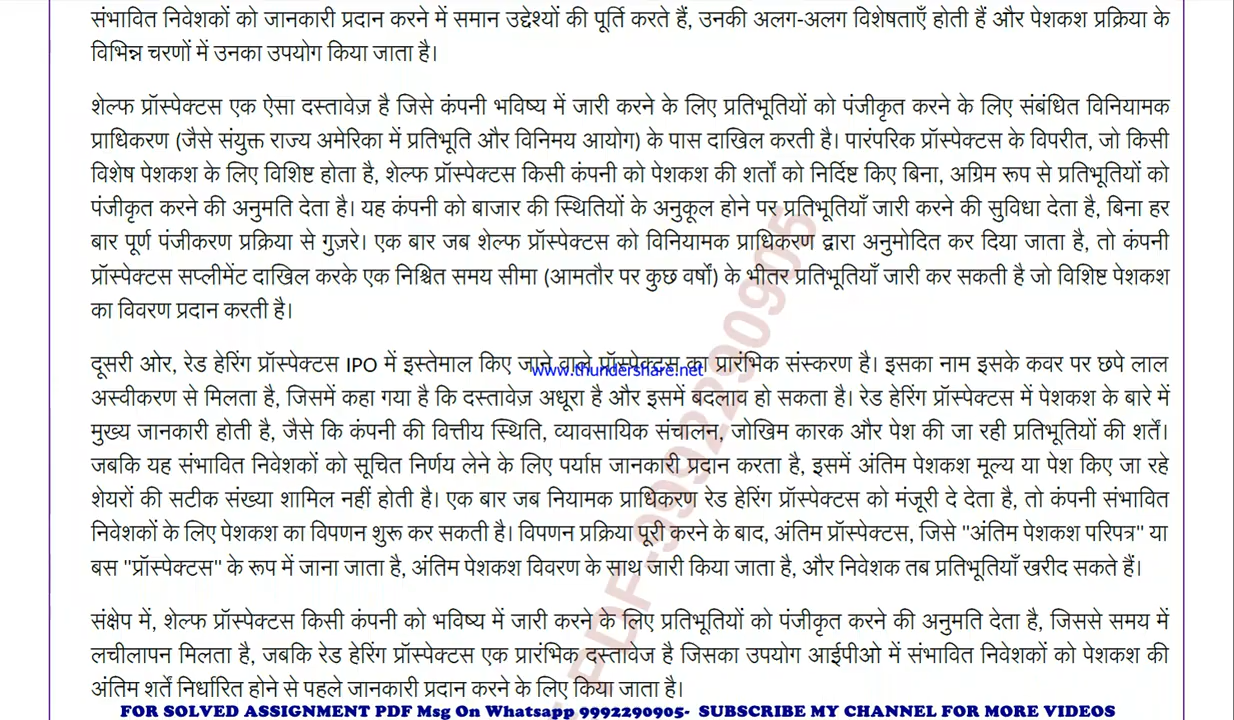 संभावित निवेशकों को जानकारी प्रदान करने में समान उद्देश्यों की पूर्ति करते हैं, उनकी अलग-अलग विशेषताएँ होती हैं और पेशकश प्रक्रिया के
विभिन्न चरणों में उनका उपयोग किया जाता है।
शेल्फ प्रॉस्पेक्टस एक ऐसा दस्तावेज़ है जिसे कंपनी भविष्य में जारी करने के लिए प्रतिभूतियों को पंजीकृत करने के लिए संबंधित विनियामक
प्राधिकरण (जैसे संयुक्त राज्य अमेरिका में प्रतिभूति और विनिमय आयोग) के पास दाखिल करती है। पारंपरिक प्रॉस्पेक्टस के विपरीत, जो किसी
विशेष पेशकश के लिए विशिष्ट होता है, शेल्फ प्रॉस्पेक्टस किसी कंपनी को पेशकश की शर्तों को निर्दिष्ट किए बिना, अग्रिम रूप से प्रतिभूतियों को
पंजीकृत करने की अनुमति देता है। यह कंपनी को बाजार की स्थितियों के अनुकूल होने पर प्रतिभूतियाँ जारी करने की सुविधा देता है, बिना हर
बार पूर्ण पंजीकरण प्रक्रिया से गुज़रे। एक बार जब शेल्फ प्रॉस्पेक्टस को विनियामक प्राधिकरण द्वारा अनुमोदित कर दिया जाता है, तो कंपनी
प्रॉस्पेक्टस सप्लीमेंट दाखिल करके एक निश्चित समय सीमा (आमतौर पर कुछ वर्षों) के भीतर प्रतिभूतियाँ जारी कर सकती है जो विशिष्ट पेशकश
का विवरण प्रदान करती है।
दूसरी ओर, रेड हेरिंग प्रॉस्पेक्टस IPO में इस्तेमाल किए जाने वाले प्रॉस्पेक्टस का प्रारंभिक संस्करण है। इसका नाम इसके कवर पर छपे लाल
www.thundershare.net
अस्वीकरण से मिलता है, जिसमें कहा गया है कि दस्तावेज़ अधूरा है और इसमें बदलाव हो सकता है। रेड हेरिंग प्रॉस्पेक्टस में पेशकश के बारे में
मुख्य जानकारी होती है, जैसे कि कंपनी की वित्तीय स्थिति, व्यावसायिक संचालन, जोखिम कारक और पेश की जा रही प्रतिभूतियों की शर्तें।
जबकि यह संभावित निवेशकों को सूचित निर्णय लेने के लिए पर्याप्त जानकारी प्रदान करता है, इसमें अंतिम पेशकश मूल्य या पेश किए जा रहे
शेयरों की सटीक संख्या शामिल नहीं होती है। एक बार जब नियामक प्राधिकरण रेड हेरिंग प्रॉस्पेक्टस को मंजूरी दे देता है, तो कंपनी संभावित
निवेशकों के लिए पेशकश का विपणन शुरू कर सकती है। विपणन प्रक्रिया पूरी करने के बाद, अंतिम प्रॉस्पेक्टस, जिसे "अंतिम पेशकश परिपत्र" या
बस "प्रॉस्पेक्टस" के रूप में जाना जाता है, अंतिम पेशकश विवरण के साथ जारी किया जाता है, और निवेशक तब प्रतिभूतियाँ खरीद सकते हैं।
संक्षेप में, शेल्फ प्रॉस्पेक्टस किसी कंपनी को भविष्य में जारी करने के लिए प्रतिभूतियों को पंजीकृत करने की अनुमति देता है, जिससे समय में
लचीलापन मिलता है, जबकि रेड हेरिंग प्रॉस्पेक्टस एक प्रारंभिक दस्तावेज है जिसका उपयोग आईपीओ में संभावित निवेशकों को पेशकश की
अंतिम शर्तें निर्धारित होने से पहले जानकारी प्रदान करने के लिए किया जाता है।
PDF-9992290905
FOR SOLVED ASSIGNMENT PDF Msg On Whatsapp 9992290905- SUBSCRIBE MY CHANNEL FOR MORE VIDEOS